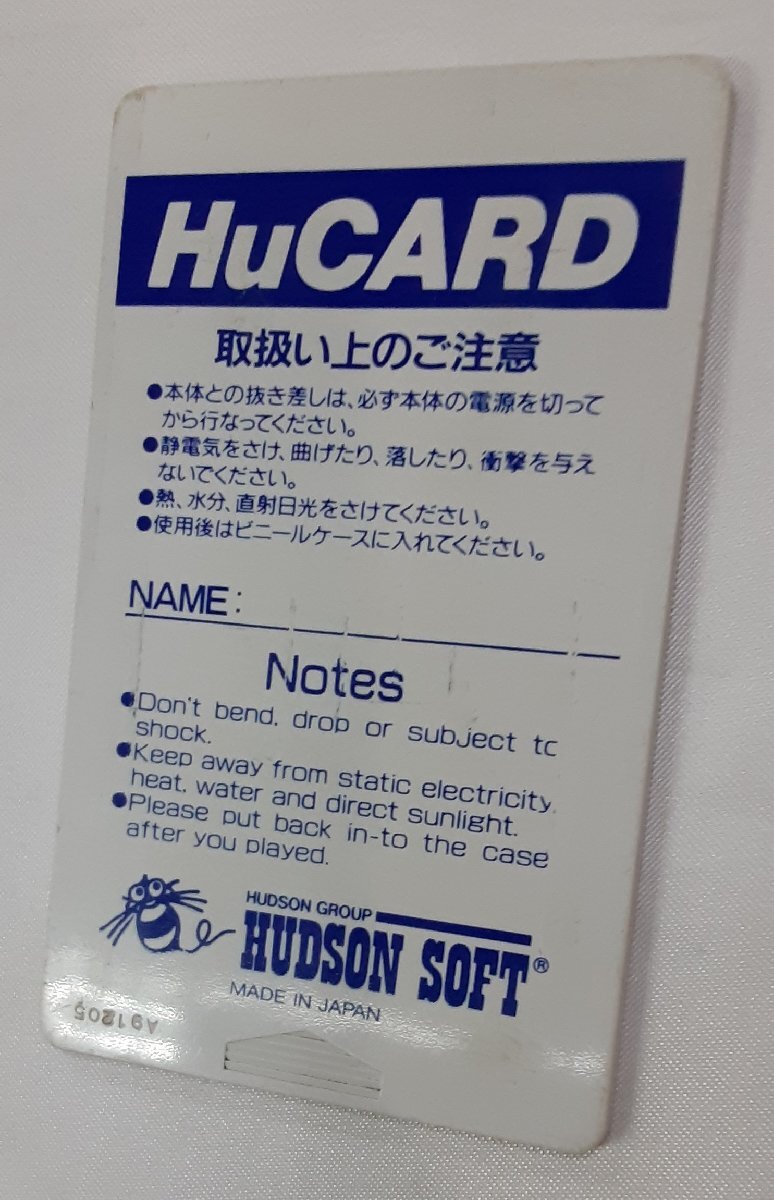 HuCARD
取扱い上のご注意
●本体との抜き差しは、必ず本体の電源を切って
から行なってください。
●静電気をさけ、曲げたり、落したり、衝撃を与え
ないでください。
●熱、水分、直射日光をさけてください。
●使用後はビニールケースに入れてください。
NAME:
Notes
●Don't bend, drop or subject to
shock.
●Keep away from static electricity,
heat, water and direct sunlight.
●Please put back in-to the case
after you played.
HUDSON GROUP
HUDSON SOFT®
MADE IN JAPAN
A91205